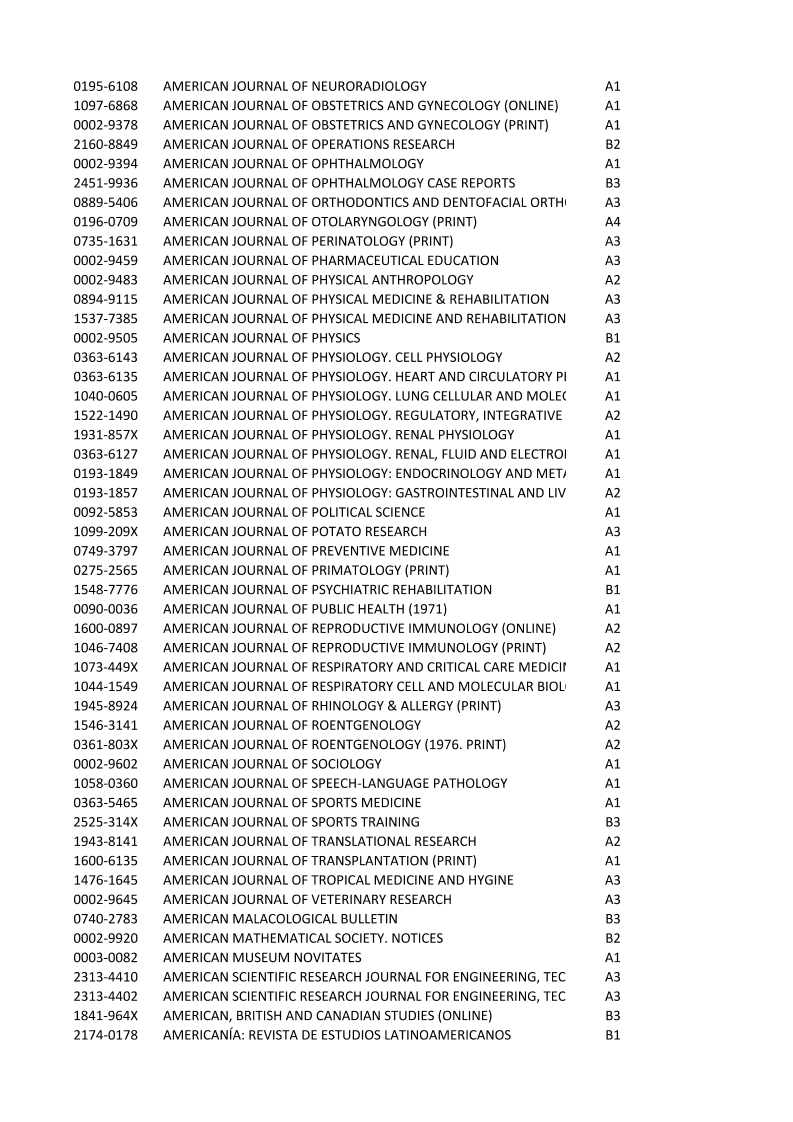 0195-6108 AMERICAN JOURNAL OF NEURORADIOLOGY A1
1097-6868 AMERICAN JOURNAL OF OBSTETRICS AND GYNECOLOGY (ONLINE) A1
0002-9378 AMERICAN JOURNAL OF OBSTETRICS AND GYNECOLOGY (PRINT) A1
2160-8849 AMERICAN JOURNAL OF OPERATIONS RESEARCH B2
0002-9394 AMERICAN JOURNAL OF OPHTHALMOLOGY A1
2451-9936 AMERICAN JOURNAL OF OPHTHALMOLOGY CASE REPORTS B3
0889-5406 AMERICAN JOURNAL OF ORTHODONTICS AND DENTOFACIAL ORTH A3
0196-0709 AMERICAN JOURNAL OF OTOLARYNGOLOGY (PRINT) A4
0735-1631 AMERICAN JOURNAL OF PERINATOLOGY (PRINT) A3
0002-9459 AMERICAN JOURNAL OF PHARMACEUTICAL EDUCATION A3
0002-9483 AMERICAN JOURNAL OF PHYSICAL ANTHROPOLOGY A2
0894-9115 AMERICAN JOURNAL OF PHYSICAL MEDICINE & REHABILITATION A3
1537-7385 AMERICAN JOURNAL OF PHYSICAL MEDICINE AND REHABILITATION A3
0002-9505 AMERICAN JOURNAL OF PHYSICS B1
0363-6143 AMERICAN JOURNAL OF PHYSIOLOGY. CELL PHYSIOLOGY A2
0363-6135 AMERICAN JOURNAL OF PHYSIOLOGY. HEART AND CIRCULATORY P A1
1040-0605 AMERICAN JOURNAL OF PHYSIOLOGY. LUNG CELLULAR AND MOLEC A1
1522-1490 AMERICAN JOURNAL OF PHYSIOLOGY. REGULATORY, INTEGRATIVE A2
1931-857X AMERICAN JOURNAL OF PHYSIOLOGY. RENAL PHYSIOLOGY A1
0363-6127 AMERICAN JOURNAL OF PHYSIOLOGY. RENAL, FLUID AND ELECTRO A1
0193-1849 AMERICAN JOURNAL OF PHYSIOLOGY: ENDOCRINOLOGY AND META A1
0193-1857 AMERICAN JOURNAL OF PHYSIOLOGY: GASTROINTESTINAL AND LIV A2
0092-5853 AMERICAN JOURNAL OF POLITICAL SCIENCE A1
1099-209X AMERICAN JOURNAL OF POTATO RESEARCH A3
0749-3797 AMERICAN JOURNAL OF PREVENTIVE MEDICINE A1
0275-2565 AMERICAN JOURNAL OF PRIMATOLOGY (PRINT) A1
1548-7776 AMERICAN JOURNAL OF PSYCHIATRIC REHABILITATION B1
0090-0036 AMERICAN JOURNAL OF PUBLIC HEALTH (1971) A1
1600-0897 AMERICAN JOURNAL OF REPRODUCTIVE IMMUNOLOGY (ONLINE) A2
1046-7408 AMERICAN JOURNAL OF REPRODUCTIVE IMMUNOLOGY (PRINT) A2
1073-449X AMERICAN JOURNAL OF RESPIRATORY AND CRITICAL CARE MEDICIN A1
1044-1549 AMERICAN JOURNAL OF RESPIRATORY CELL AND MOLECULAR BIOL A1
1945-8924 AMERICAN JOURNAL OF RHINOLOGY & ALLERGY (PRINT) A3
1546-3141 AMERICAN JOURNAL OF ROENTGENOLOGY A2
0361-803X AMERICAN JOURNAL OF ROENTGENOLOGY (1976. PRINT) A2
0002-9602 AMERICAN JOURNAL OF SOCIOLOGY A1
1058-0360 AMERICAN JOURNAL OF SPEECH-LANGUAGE PATHOLOGY A1
0363-5465 AMERICAN JOURNAL OF SPORTS MEDICINE A1
2525-314X AMERICAN JOURNAL OF SPORTS TRAINING B3
1943-8141 AMERICAN JOURNAL OF TRANSLATIONAL RESEARCH A2
1600-6135 AMERICAN JOURNAL OF TRANSPLANTATION (PRINT) A1
1476-1645 AMERICAN JOURNAL OF TROPICAL MEDICINE AND HYGINE A3
0002-9645 AMERICAN JOURNAL OF VETERINARY RESEARCH A3
0740-2783 AMERICAN MALACOLOGICAL BULLETIN B3
0002-9920 AMERICAN MATHEMATICAL SOCIETY. NOTICES B2
0003-0082 AMERICAN MUSEUM NOVITATES A1
2313-4410 AMERICAN SCIENTIFIC RESEARCH JOURNAL FOR ENGINEERING, TEC A3
2313-4402 AMERICAN SCIENTIFIC RESEARCH JOURNAL FOR ENGINEERING, TEC A3
1841-964X AMERICAN, BRITISH AND CANADIAN STUDIES (ONLINE) B3
2174-0178 AMERICANÍA: REVISTA DE ESTUDIOS LATINOAMERICANOS B1